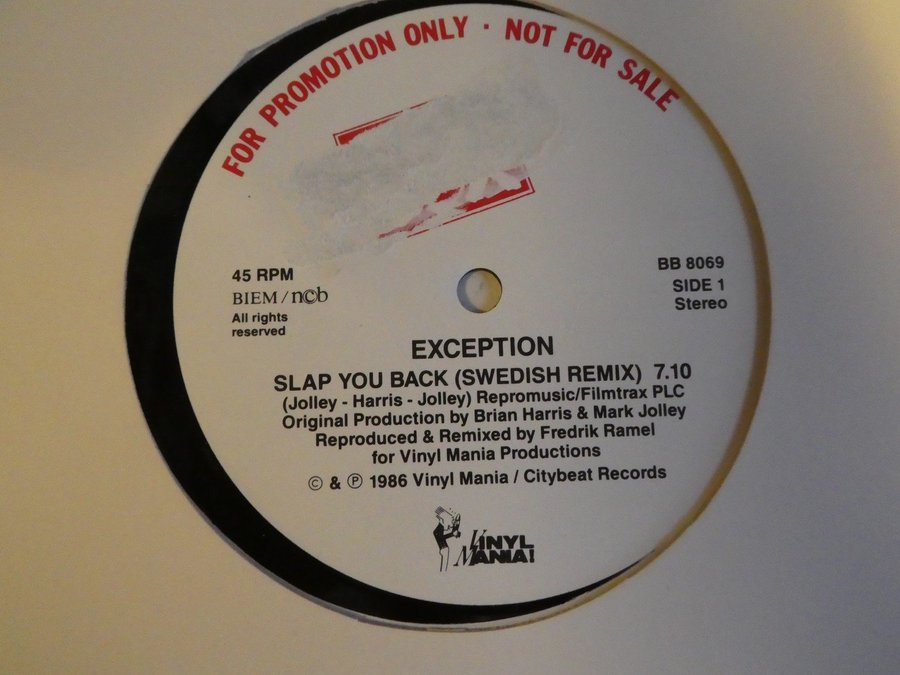 FOR PROMOTION ONLY · NOT FOR SALE
45 RPM
BIEM / ncb
All rights
reserved
BB 8069
SIDE 1
Stereo
EXCEPTION
SLAP YOU BACK (SWEDISH REMIX) 7.10
(Jolley - Harris - Jolley) Repromusic/Filmtrax PLC
Original Production by Brian Harris & Mark Jolley
Reproduced & Remixed by Fredrik Ramel
for Vinyl Mania Productions
© & ℗ 1986 Vinyl Mania / Citybeat Records
VINYL
MANIA!